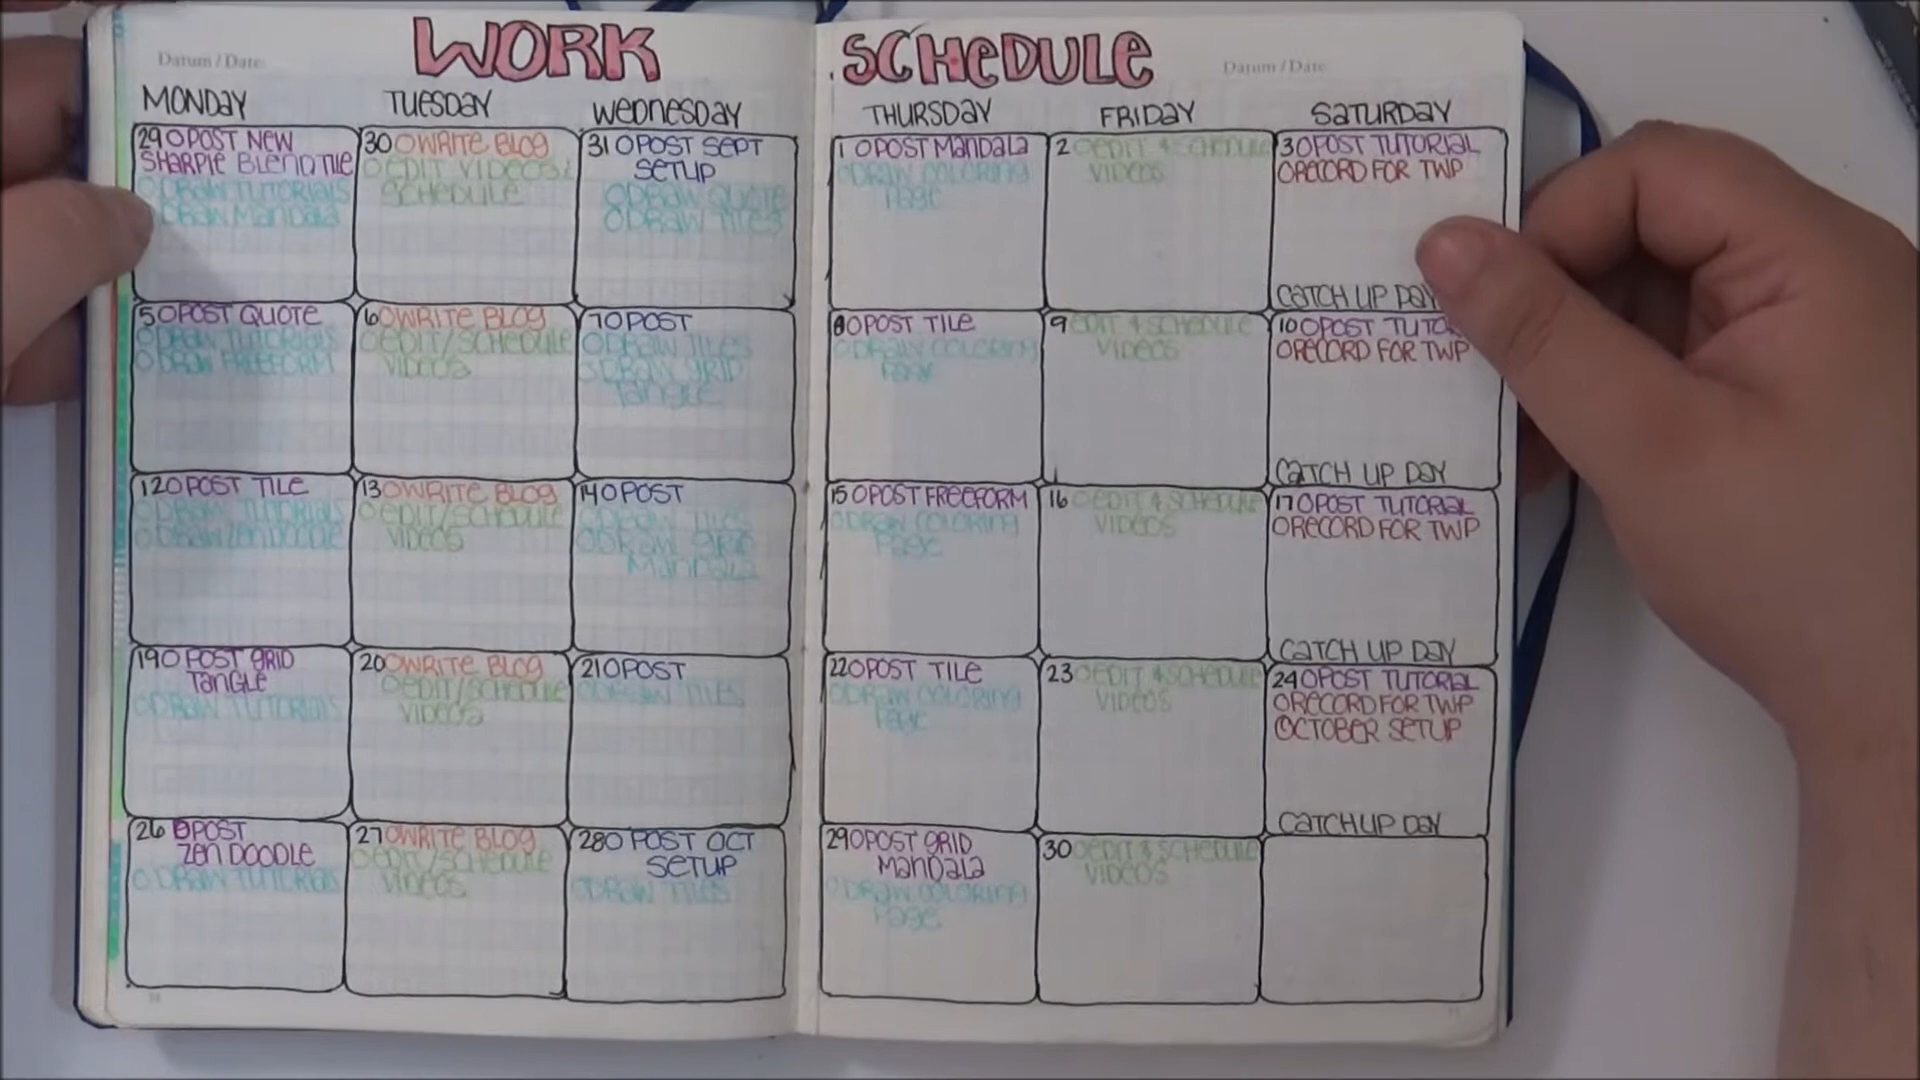 WORK SCHEDULE
Datum / Date
Datum / Date
MONDAY
TUESDAY
WEDNESDAY
THURSDAY
FRIDAY
SATURDAY
29 O POST NEW
SHARPIE BLEND TILE
O DRAW TUTORIALS
O DRAW MANDALA
30 O WRITE BLOG
O EDIT VIDEOS &
SCHEDULE
31 O POST SEPT
SETUP
O DRAW QUOTE
O DRAW TILES
1 O POST MANDALA
O DRAW COLORING
PAGE
2 O EDIT & SCHEDULE
VIDEOS
3 O POST TUTORIAL
O RECORD FOR TWP
CATCH UP DAY
5 O POST QUOTE
O DRAW TUTORIALS
O DRAW FREEFORM
6 O WRITE BLOG
O EDIT/SCHEDULE
VIDEOS
7 O POST
O DRAW TILES
O DRAW GRID
TANGLE
8 O POST TILE
O DRAW COLORING
PAGE
9 EDIT & SCHEDULE
VIDEOS
10 O POST TUTO
O RECORD FOR TWP
CATCH UP DAY
12 O POST TILE
O DRAW TUTORIALS
O DRAW ZENDOODLE
13 O WRITE BLOG
O EDIT/SCHEDULE
VIDEOS
14 O POST
O DRAW TILES
O DRAW GRID
MANDALA
15 O POST FREEFORM
O DRAW COLORING
PAGE
16 O EDIT & SCHEDULE
VIDEOS
17 O POST TUTORIAL
O RECORD FOR TWP
CATCH UP DAY
19 O POST GRID
TANGLE
O DRAW TUTORIALS
20 O WRITE BLOG
O EDIT/SCHEDULE
VIDEOS
21 O POST
O DRAW TILES
22 O POST TILE
O DRAW COLORING
PAGE
23 O EDIT & SCHEDULE
VIDEOS
24 O POST TUTORIAL
O RECORD FOR TWP
OCTOBER SETUP
CATCH UP DAY
26 O POST
ZEN DOODLE
O DRAW TUTORIALS
27 O WRITE BLOG
O EDIT/SCHEDULE
VIDEOS
28 O POST OCT
SETUP
O DRAW TILES
29 O POST GRID
MANDALA
O DRAW COLORING
PAGE
30 O EDIT & SCHEDULE
VIDEOS